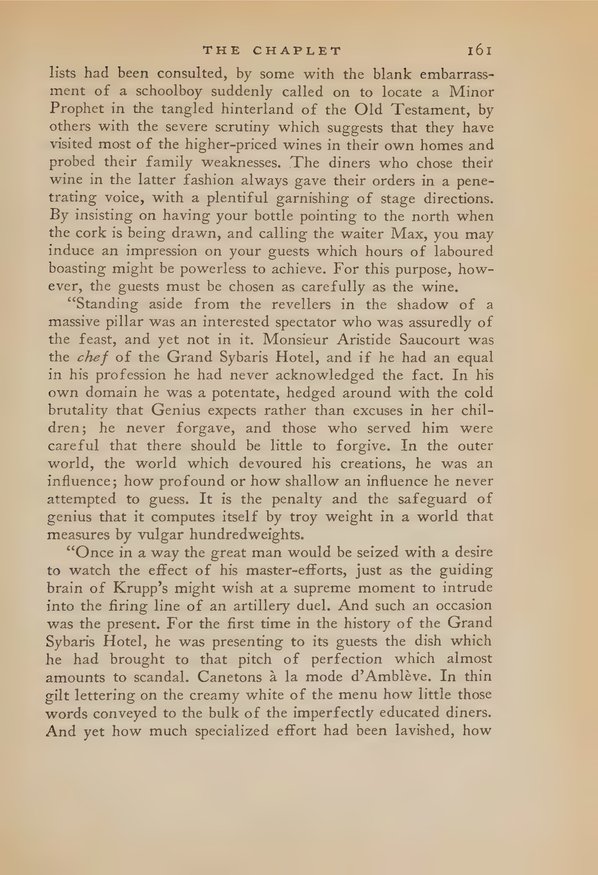 THE CHAPLET 161
lists had been consulted, by some with the blank embarrass-
ment of a schoolboy suddenly called on to locate a Minor
Prophet in the tangled hinterland of the Old Testament, by
others with the severe scrutiny which suggests that they have
visited most of the higher-priced wines in their own homes and
probed their family weaknesses. The diners who chose their
wine in the latter fashion always gave their orders in a pene-
trating voice, with a plentiful garnishing of stage directions.
By insisting on having your bottle pointing to the north when
the cork is being drawn, and calling the waiter Max, you may
induce an impression on your guests which hours of laboured
boasting might be powerless to achieve. For this purpose, how-
ever, the guests must be chosen as carefully as the wine.
“Standing aside from the revellers in the shadow of a
massive pillar was an interested spectator who was assuredly of
the feast, and yet not in it. Monsieur Aristide Saucourt was
the chef of the Grand Sybaris Hotel, and if he had an equal
in his profession he had never acknowledged the fact. In his
own domain he was a potentate, hedged around with the cold
brutality that Genius expects rather than excuses in her chil-
dren; he never forgave, and those who served him were
careful that there should be little to forgive. In the outer
world, the world which devoured his creations, he was an
influence; how profound or how shallow an influence he never
attempted to guess. It is the penalty and the safeguard of
genius that it computes itself by troy weight in a world that
measures by vulgar hundredweights.
“Once in a way the great man would be seized with a desire
to watch the effect of his master-efforts, just as the guiding
brain of Krupp’s might wish at a supreme moment to intrude
into the firing line of an artillery duel. And such an occasion
was the present. For the first time in the history of the Grand
Sybaris Hotel, he was presenting to its guests the dish which
he had brought to that pitch of perfection which almost
amounts to scandal. Canetons à la mode d’Amblève. In thin
gilt lettering on the creamy white of the menu how little those
words conveyed to the bulk of the imperfectly educated diners.
And yet how much specialized effort had been lavished, how